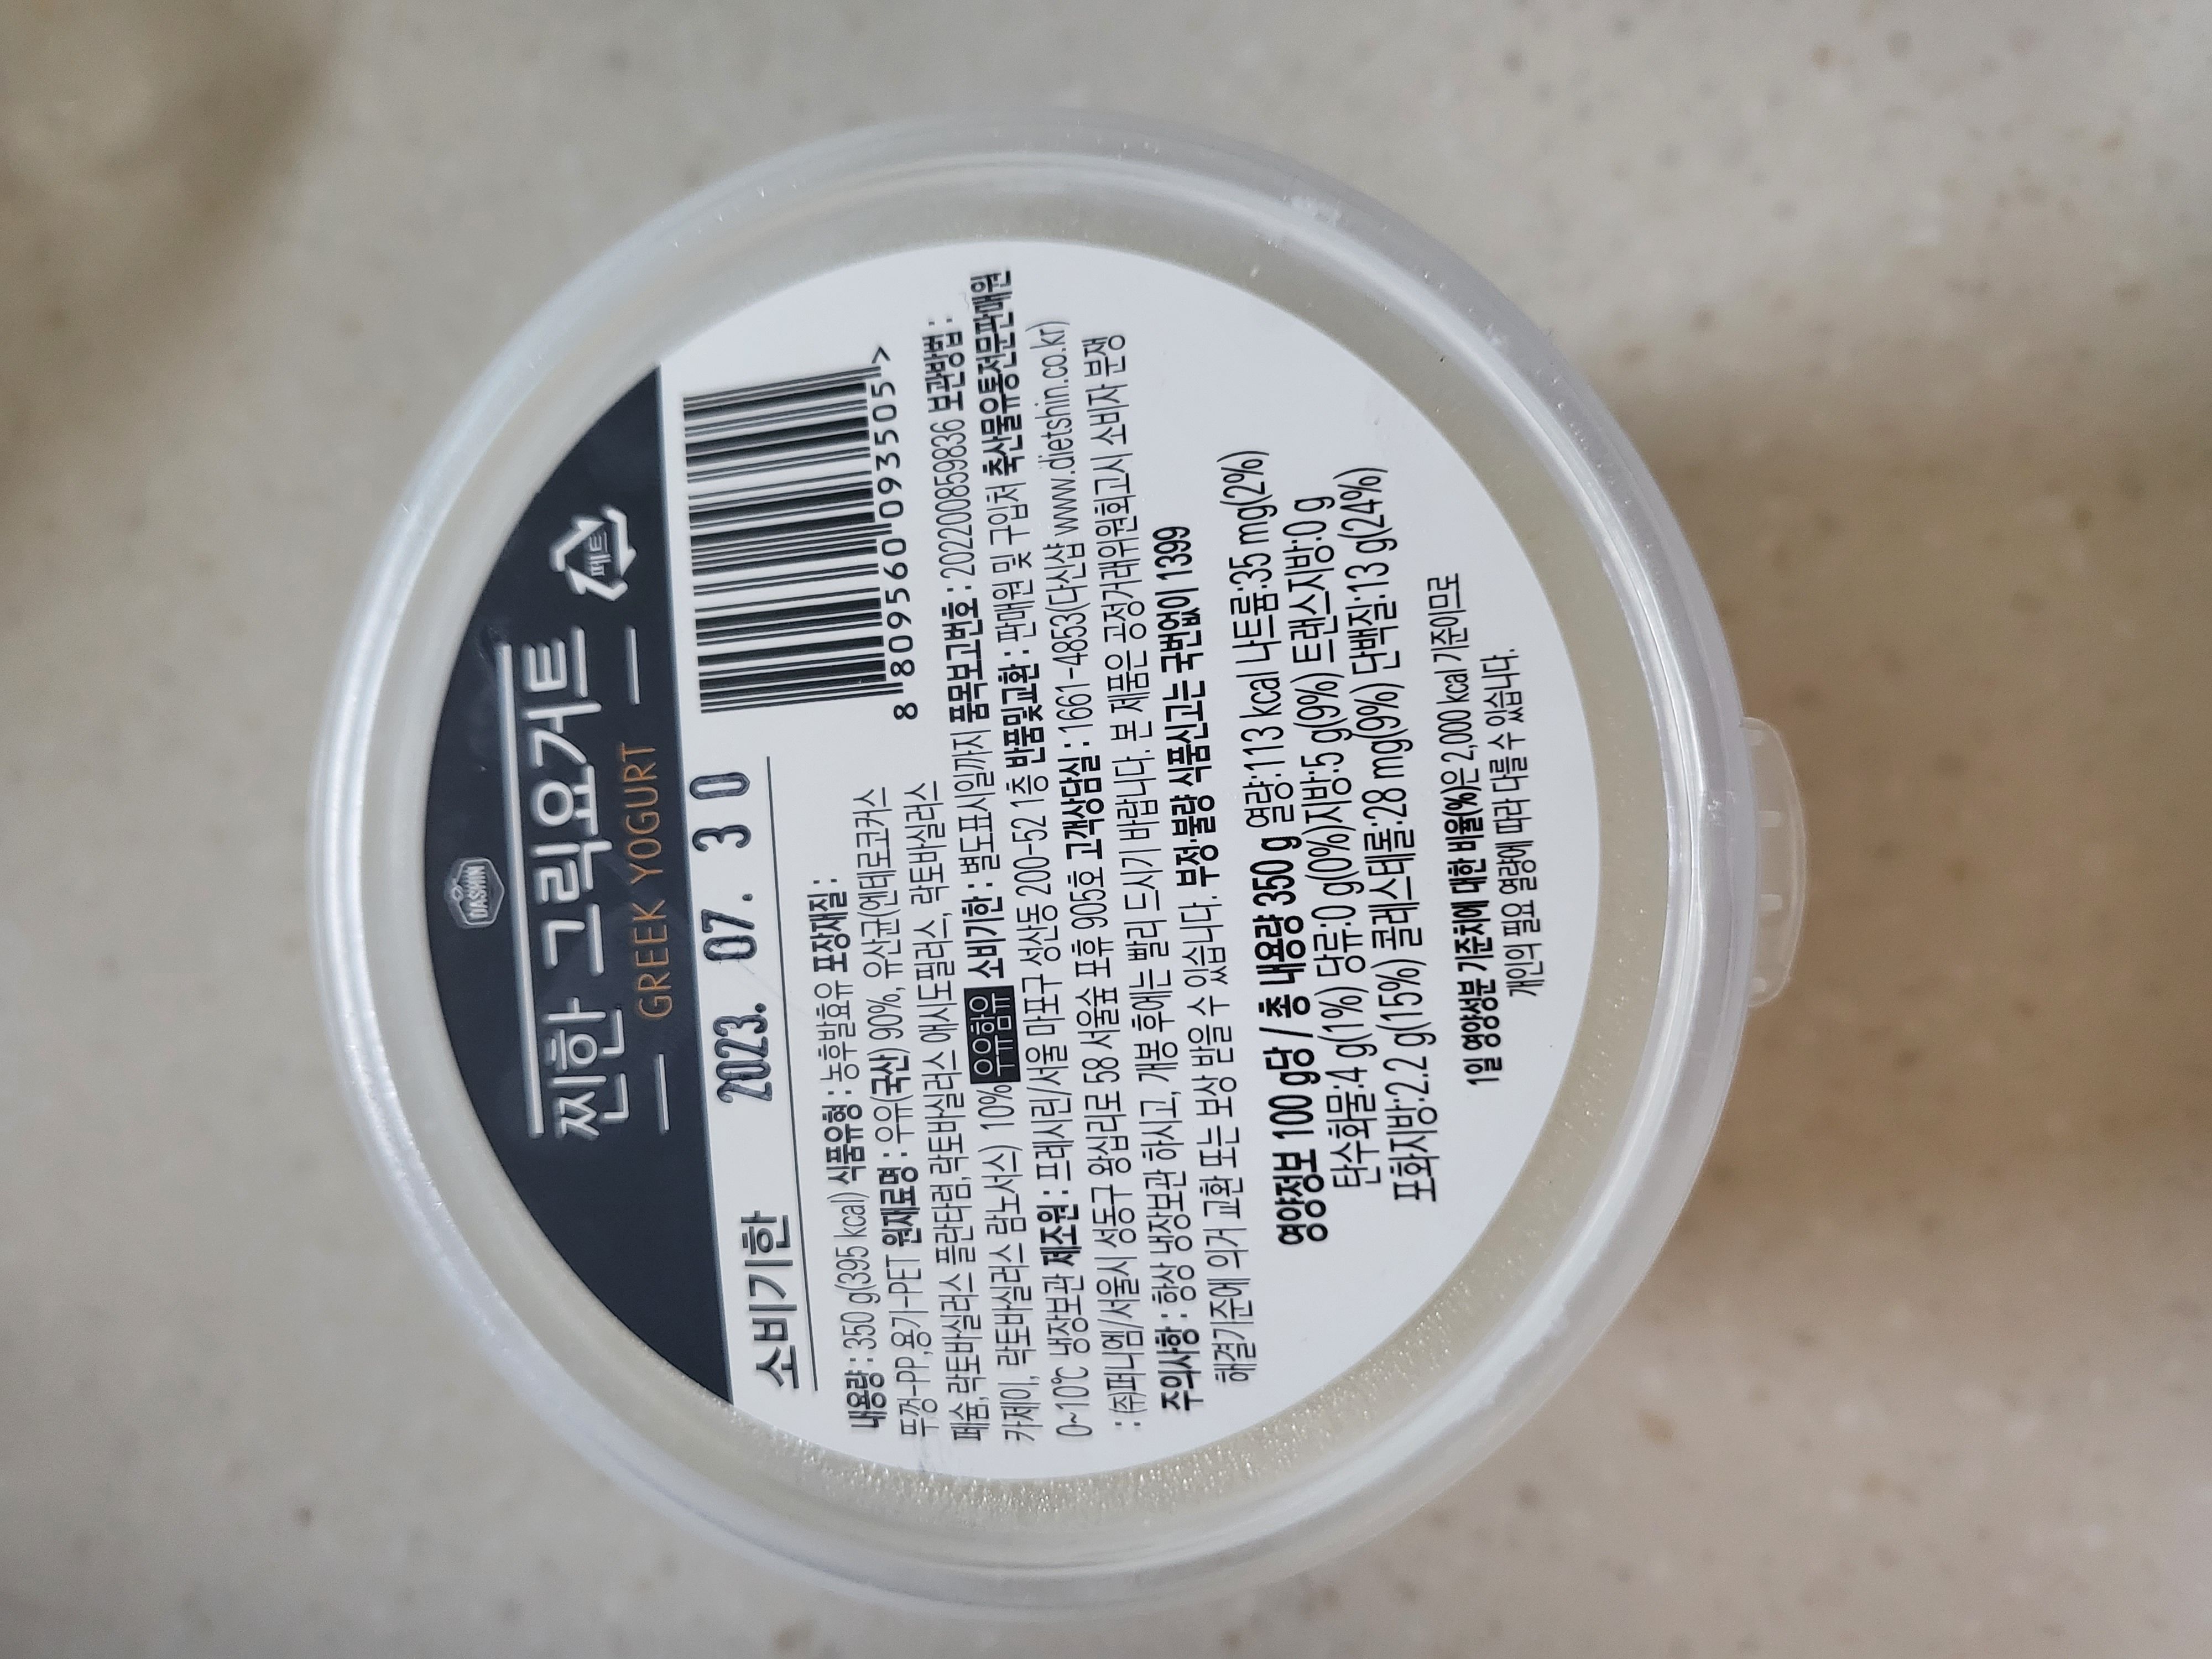 DASHIN
찐한 그릭요거트
GREEK YOGURT
페트
소비기한 2023. 07. 30
8 809560 093505 >
내용량 : 350 g(395 kcal) 식품유형 : 농후발효유 포장재질 :
뚜껑-PP,용기-PET 원재료명 : 우유(국산) 90%, 유산균(엔테로코커스
페슘,락토바실러스 플란타럼,락토바실러스 애시도필러스, 락토바실러스
카제이, 락토바실러스 람노서스) 10% 우유함유 소비기한 : 별도표시일까지 품목보고번호 : 20220085983​6 보관방법 :
0~10℃ 냉장보관 제조원 : 프레시린/서울 마포구 성산동 200-52 1층 반품및교환 : 판매원 및 구입처 축산물유통전문판매원
: ㈜퍼니엠/서울시 성동구 왕십리로 58 서울숲 포휴 905호 고객상담실 : 1661-4853(다신샵 www.dietshin.co.kr)
주의사항 : 항상 냉장보관 하시고, 개봉 후에는 빨리 드시기 바랍니다. 본 제품은 공정거래위원회고시 소비자 분쟁
해결기준에 의거 교환 또는 보상 받을 수 있습니다. 부정·불량 식품신고는 국번없이 1399
영양정보 100 g당 / 총 내용량 350 g 열량:113 kcal 나트륨:35 mg(2%)
탄수화물:4 g(1%) 당류:0 g(0%)지방:5 g(9%) 트랜스지방:0 g
포화지방:2.2 g(15%) 콜레스테롤:28 mg(9%) 단백질:13 g(24%)
1일 영양성분 기준치에 대한 비율(%)은 2,000 kcal 기준이므로
개인의 필요 열량에 따라 다를 수 있습니다.